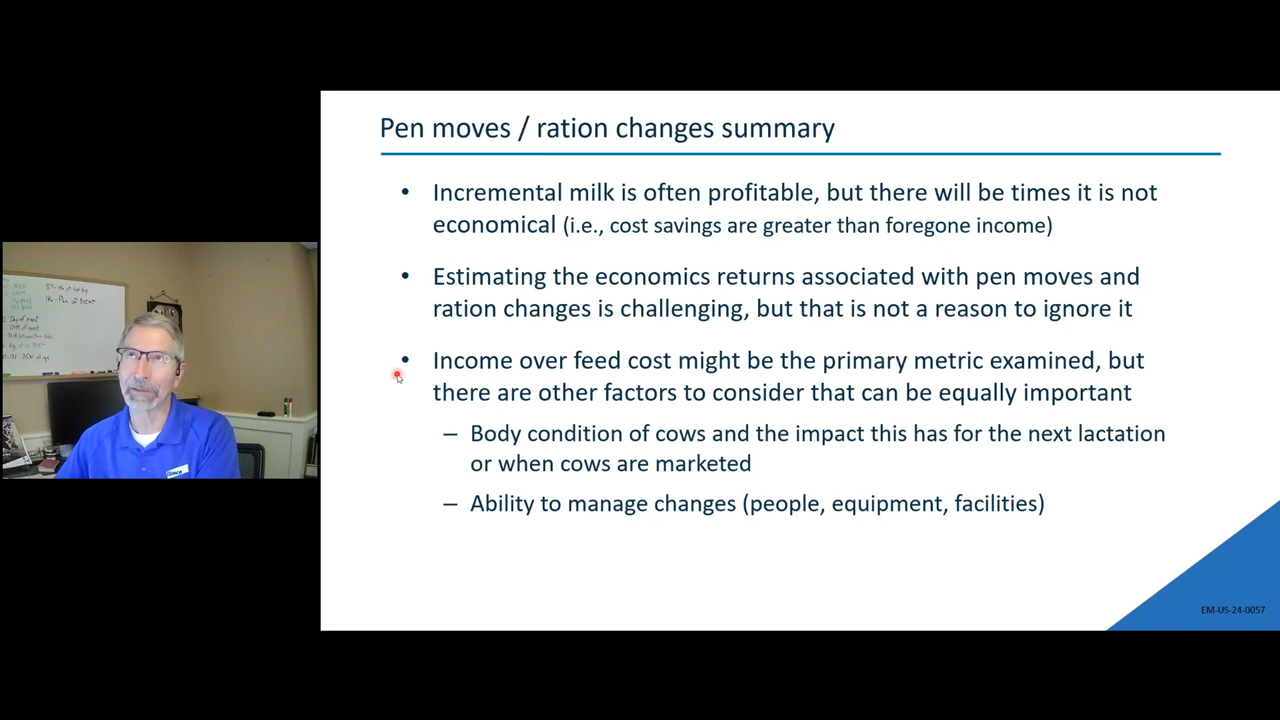 Pen moves / ration changes summary
• Incremental milk is often profitable, but there will be times it is not
economical (i.e., cost savings are greater than foregone income)
• Estimating the economics returns associated with pen moves and
ration changes is challenging, but that is not a reason to ignore it
• Income over feed cost might be the primary metric examined, but
there are other factors to consider that can be equally important
– Body condition of cows and the impact this has for the next lactation
or when cows are marketed
– Ability to manage changes (people, equipment, facilities)
EM-US-24-0057